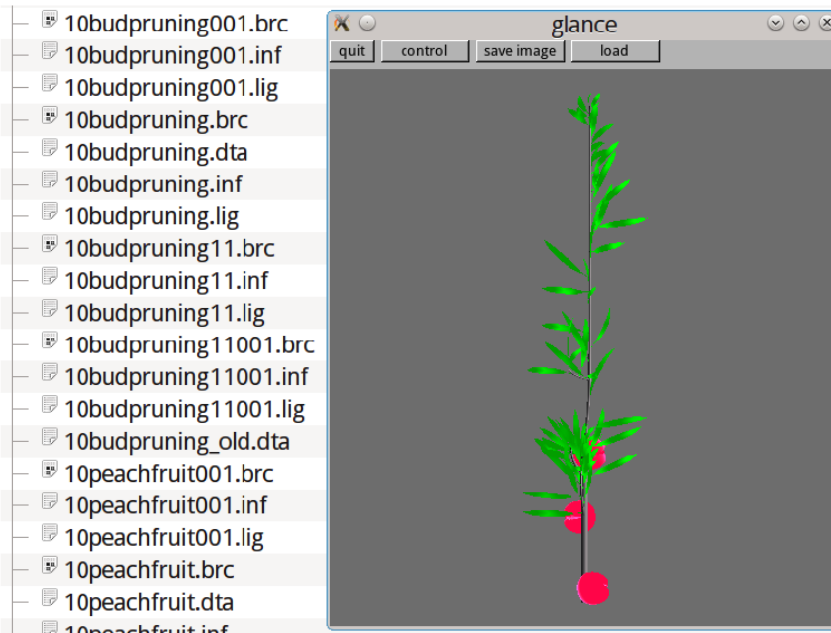 10budpruning001.brc
10budpruning001.inf
10budpruning001.lig
10budpruning.brc
10budpruning.dta
10budpruning.inf
10budpruning.lig
10budpruning11.brc
10budpruning11.inf
10budpruning11.lig
10budpruning11001.brc
10budpruning11001.inf
10budpruning11001.lig
10budpruning_old.dta
10peachfruit001.brc
10peachfruit001.inf
10peachfruit001.lig
10peachfruit.brc
10peachfruit.dta
10peachfruit.inf
glance
quit control save image load